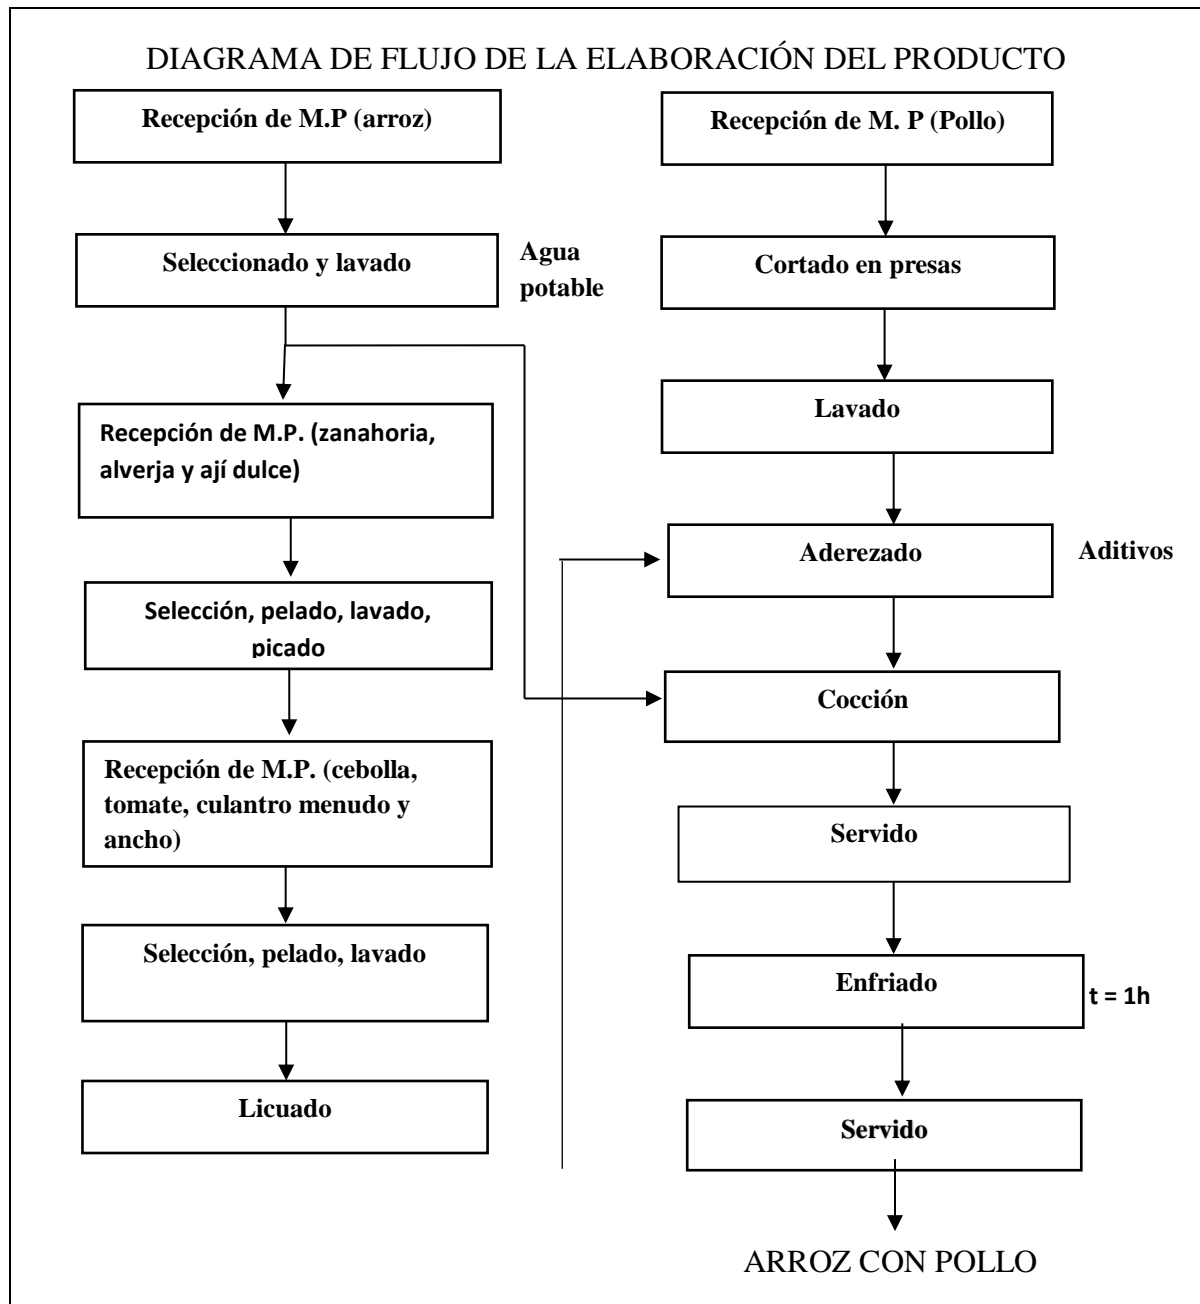 DIAGRAMA DE FLUJO DE LA ELABORACIÓN DEL PRODUCTO
Recepción de M.P (arroz)
Seleccionado y lavado
Agua
potable
Recepción de M.P. (zanahoria,
alverja y ají dulce)
Selección, pelado, lavado,
picado
Recepción de M.P. (cebolla,
tomate, culantro menudo y
ancho)
Selección, pelado, lavado
Licuado
Recepción de M. P (Pollo)
Cortado en presas
Lavado
Aderezado
Aditivos
Cocción
Servido
Enfriado
t = 1h
Servido
ARROZ CON POLLO